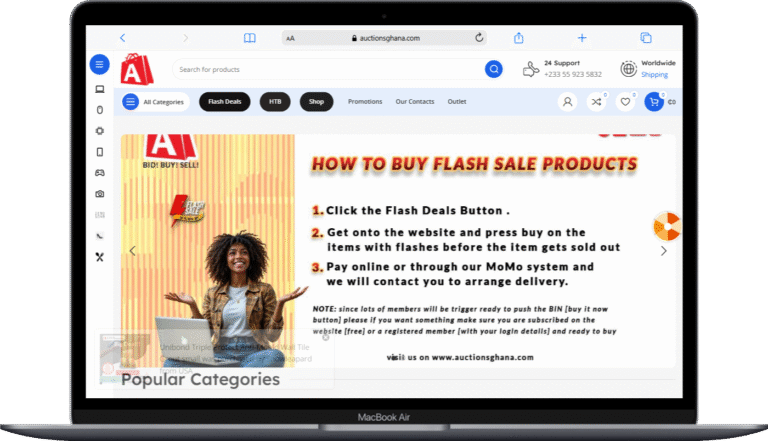 AA
auctionsghana.com
24 Support
+233 55 923 5832
Worldwide
Shipping
Search for products
All Categories
Flash Deals
HTB
Shop
Promotions
Our Contacts
Outlet
0
0
0
₵0
A
BID! BUY! SELL!
FLASH
SALE
HOW TO BUY FLASH SALE PRODUCTS
1. Click the Flash Deals Button .
2. Get onto the website and press buy on the
items with flashes before the item gets sold out
3. Pay online or through our MoMo system and
we will contact you to arrange delivery.
NOTE: since lots of members will be trigger ready to push the BIN [buy it now
button] please if you want something make sure you are subscribed on the
website [free] or a registered member [with your login details] and ready to buy
visit us on www.auctionsghana.com
Unibond Triple
Wall Tile
from USA
Popular Categories
MacBook Air